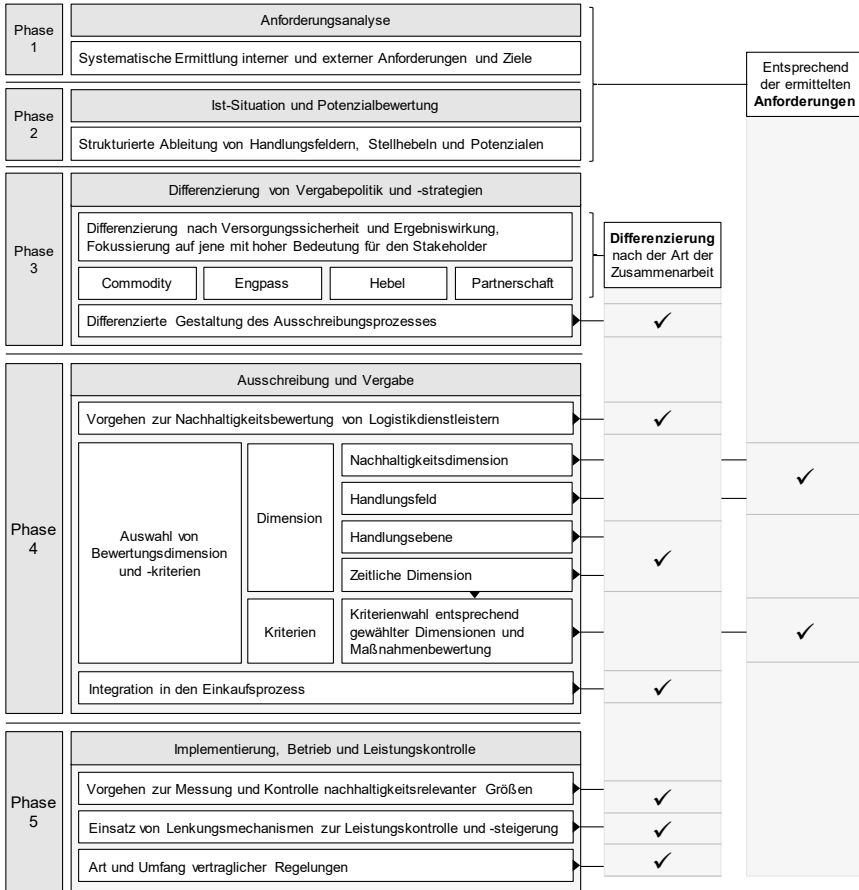 Phase
1
Anforderungsanalyse
Systematische Ermittlung interner und externer Anforderungen und Ziele
Entsprechend
der ermittelten
Anforderungen
Phase
2
Ist-Situation und Potenzialbewertung
Strukturierte Ableitung von Handlungsfeldern, Stellhebeln und Potenzialen
Phase
3
Differenzierung von Vergabepolitik und -strategien
Differenzierung nach Versorgungssicherheit und Ergebniswirkung,
Fokussierung auf jene mit hoher Bedeutung für den Stakeholder
Commodity
Engpass
Hebel
Partnerschaft
Differenzierung
nach der Art der
Zusammenarbeit
Differenzierte Gestaltung des Ausschreibungsprozesses
✓
Phase
4
Ausschreibung und Vergabe
Vorgehen zur Nachhaltigkeitsbewertung von Logistikdienstleistern
✓
Auswahl von
Bewertungsdimension
und -kriterien
Dimension
Nachhaltigkeitsdimension
Handlungsfeld
✓
Handlungsebene
Zeitliche Dimension
✓
Kriterien
Kriterienwahl entsprechend
gewählter Dimensionen und
Maßnahmenbewertung
✓
Integration in den Einkaufsprozess
✓
Phase
5
Implementierung, Betrieb und Leistungskontrolle
Vorgehen zur Messung und Kontrolle nachhaltigkeitsrelevanter Größen
✓
Einsatz von Lenkungsmechanismen zur Leistungskontrolle und -steigerung
✓
Art und Umfang vertraglicher Regelungen
✓